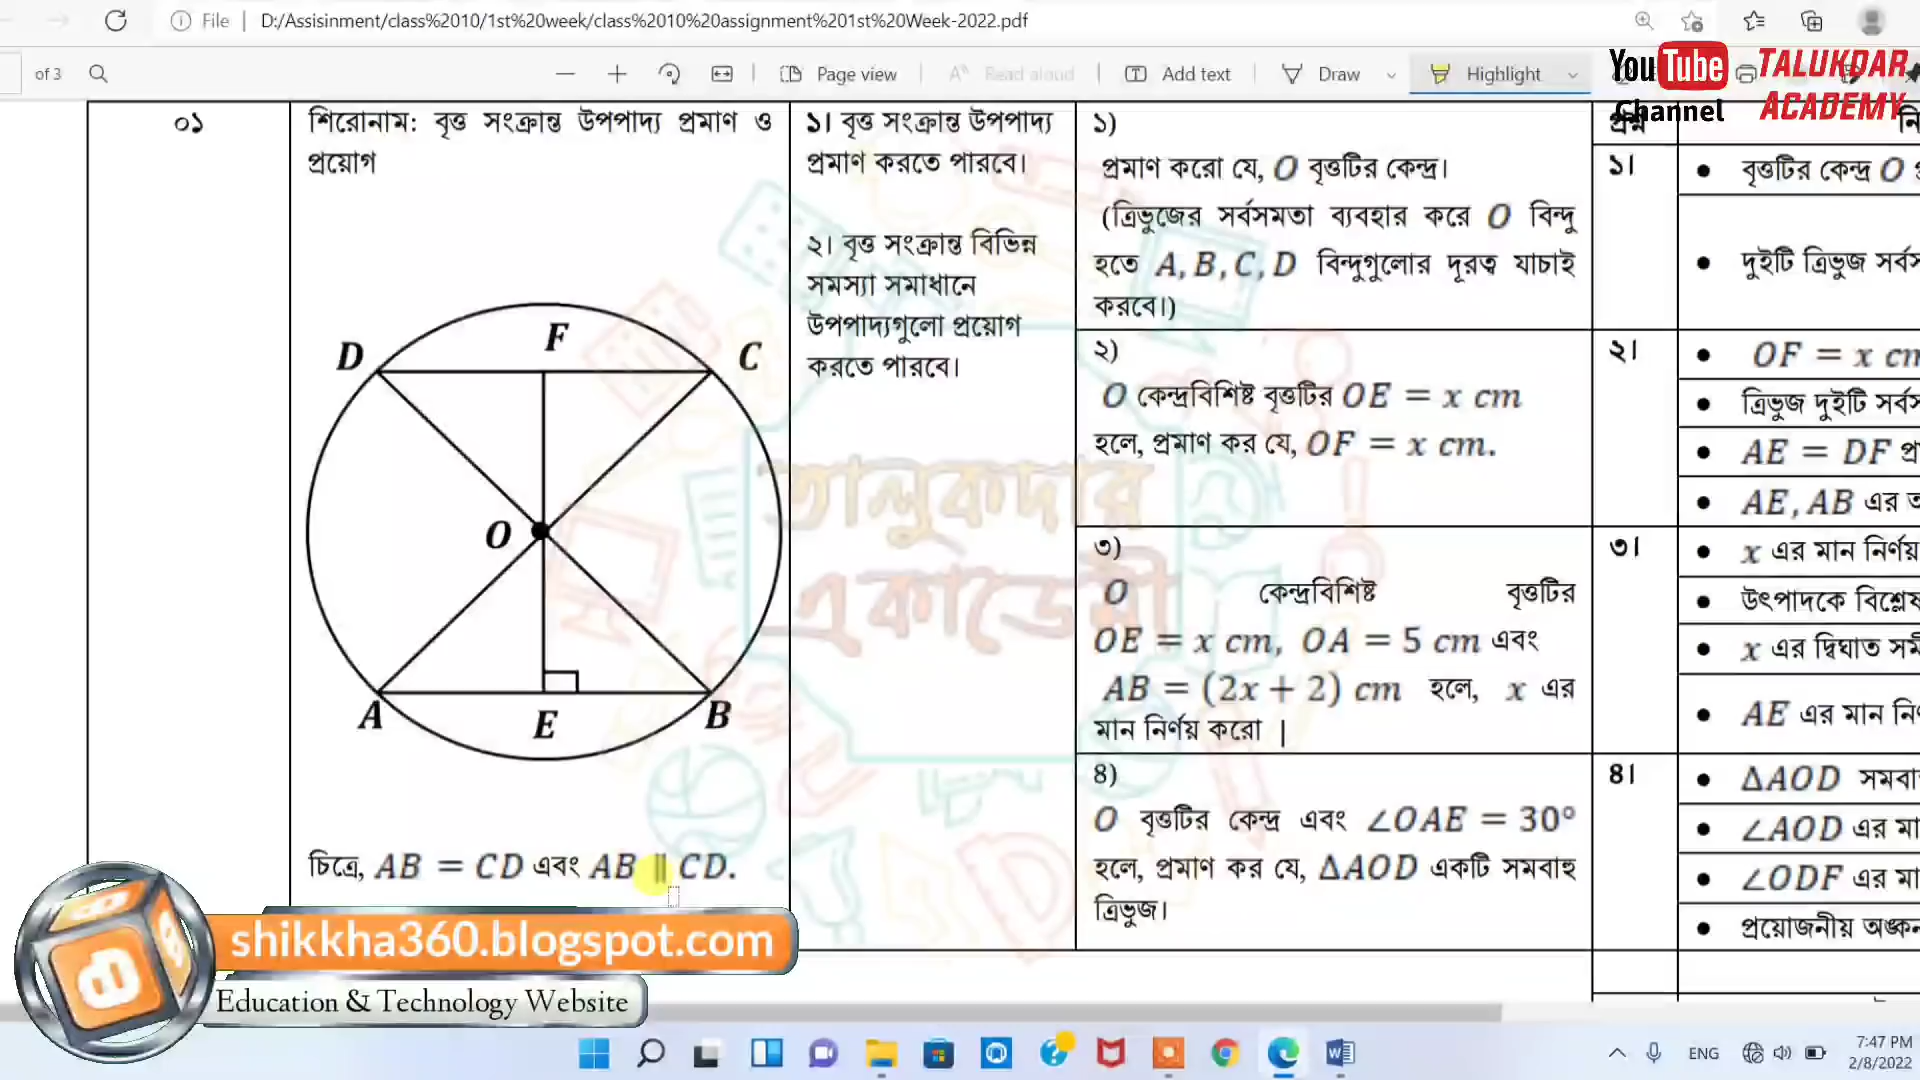 File | D:/Assisinment/class%2010/1st%20week/class%2010%20assignment%201st%20Week-2022.pdf
of 3
Page view
Read aloud
Add text
Draw
Highlight
YouTube Channel
TALUKDAR ACADEMY
০১
শিরোনাম: বৃত্ত সংক্রান্ত উপপাদ্য প্রমাণ ও
প্রয়োগ
D
F
C
O
A
E
B
চিত্রে, AB = CD এবং AB ∥ CD.
১। বৃত্ত সংক্রান্ত উপপাদ্য
প্রমাণ করতে পারবে।
২। বৃত্ত সংক্রান্ত বিভিন্ন
সমস্যা সমাধানে
উপপাদ্যগুলো প্রয়োগ
করতে পারবে।
১)
প্রমাণ করো যে, O বৃত্তটির কেন্দ্র।
(ত্রিভুজের সর্বসমতা ব্যবহার করে O বিন্দু
হতে A, B, C, D বিন্দুগুলোর দূরত্ব যাচাই
করবে।)
২)
O কেন্দ্রবিশিষ্ট বৃত্তটির OE = x cm
হলে, প্রমাণ কর যে, OF = x cm.
৩)
O কেন্দ্রবিশিষ্ট বৃত্তটির
OE = x cm, OA = 5 cm এবং
AB = (2x + 2) cm হলে, x এর
মান নির্ণয় করো |
৪)
O বৃত্তটির কেন্দ্র এবং ∠OAE = 30°
হলে, প্রমাণ কর যে, ΔAOD একটি সমবাহু
ত্রিভুজ।
প্রশ্ন
১।
• বৃত্তটির কেন্দ্র O
• দুইটি ত্রিভুজ
২।
• OF = x
• ত্রিভুজ দুইটি
• AE = DF
• AE, AB এর
৩।
• x এর মান নির্ণয়
• উৎপাদকে
• x এর দ্বিঘাত
• AE এর মান
৪।
• ΔAOD
• ∠AOD এর
• ∠ODF এর
• প্রয়োজনীয়
তালুকদার
একাডেমী
shikkha360.blogspot.com
Education & Technology Website
ENG
7:47 PM
2/8/2022